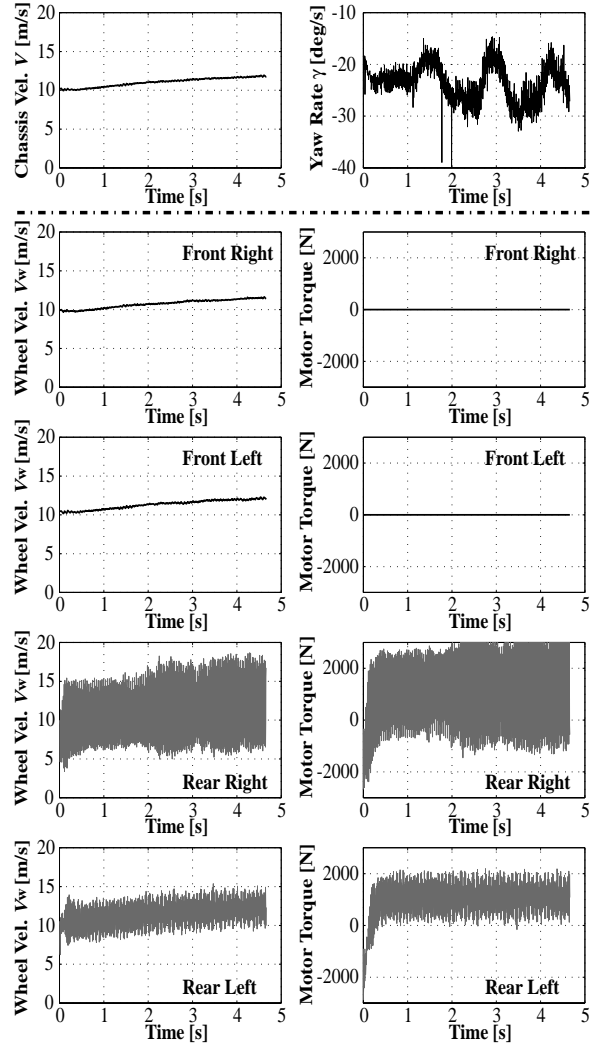 Chassis Vel. V [m/s]
20
15
10
5
0
0 1 2 3 4 5
Time [s]
Yaw Rate γ [deg/s]
-10
-20
-30
-40
0 1 2 3 4 5
Time [s]
Wheel Vel. Vw [m/s]
20
15
10
5
0
Front Right
0 1 2 3 4 5
Time [s]
Motor Torque [N]
2000
0
-2000
Front Right
0 1 2 3 4 5
Time [s]
Wheel Vel. Vw [m/s]
20
15
10
5
0
Front Left
0 1 2 3 4 5
Time [s]
Motor Torque [N]
2000
0
-2000
Front Left
0 1 2 3 4 5
Time [s]
Wheel Vel. Vw [m/s]
20
15
10
5
0
Rear Right
0 1 2 3 4 5
Time [s]
Motor Torque [N]
2000
0
-2000
Rear Right
0 1 2 3 4 5
Time [s]
Wheel Vel. Vw [m/s]
20
15
10
5
0
Rear Left
0 1 2 3 4 5
Time [s]
Motor Torque [N]
2000
0
-2000
Rear Left
0 1 2 3 4 5
Time [s]